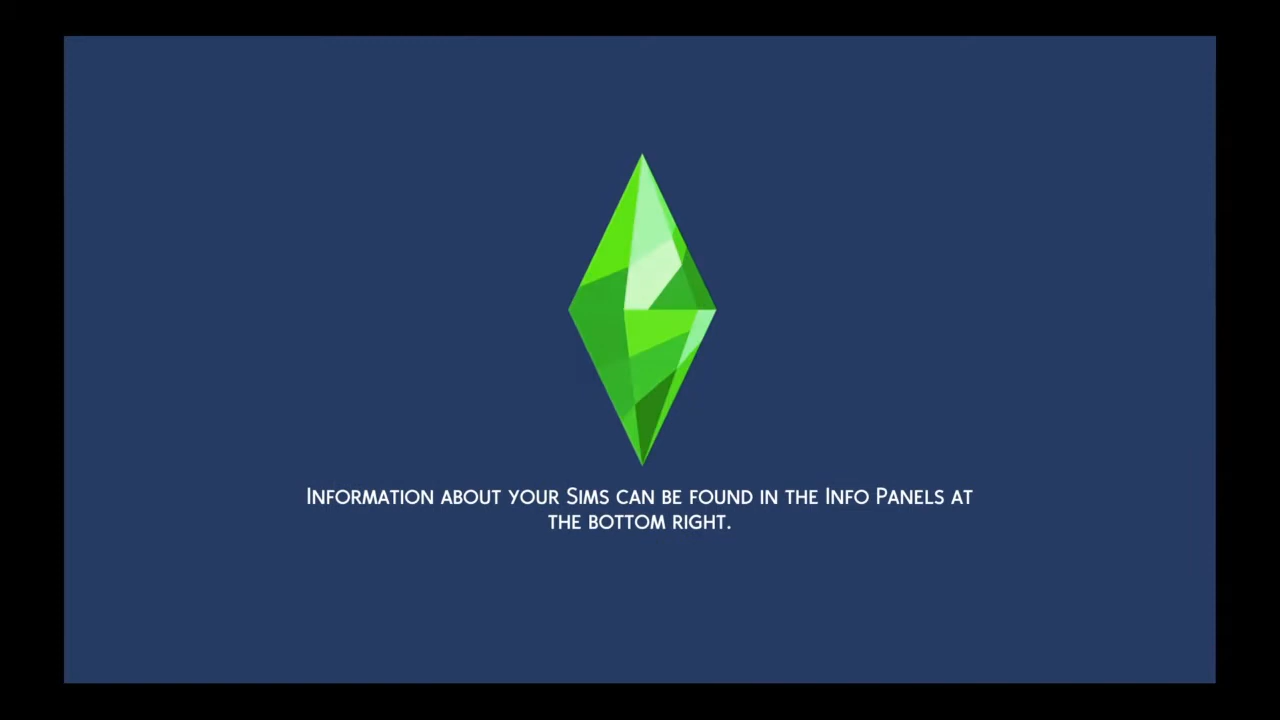 Information about your Sims can be found in the Info Panels at
the bottom right.